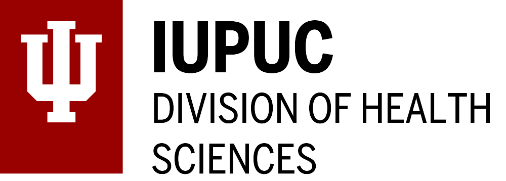 IUPUC
DIVISION OF HEALTH
SCIENCES